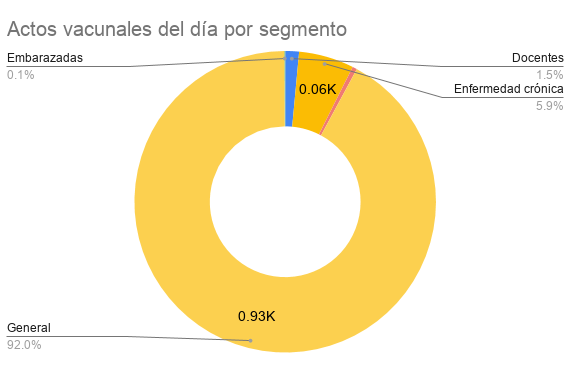 Actos vacunales del día por segmento
Embarazadas
0.1%
Docentes
1.5%
Enfermedad crónica
5.9%
0.06K
0.93K
General
92.0%